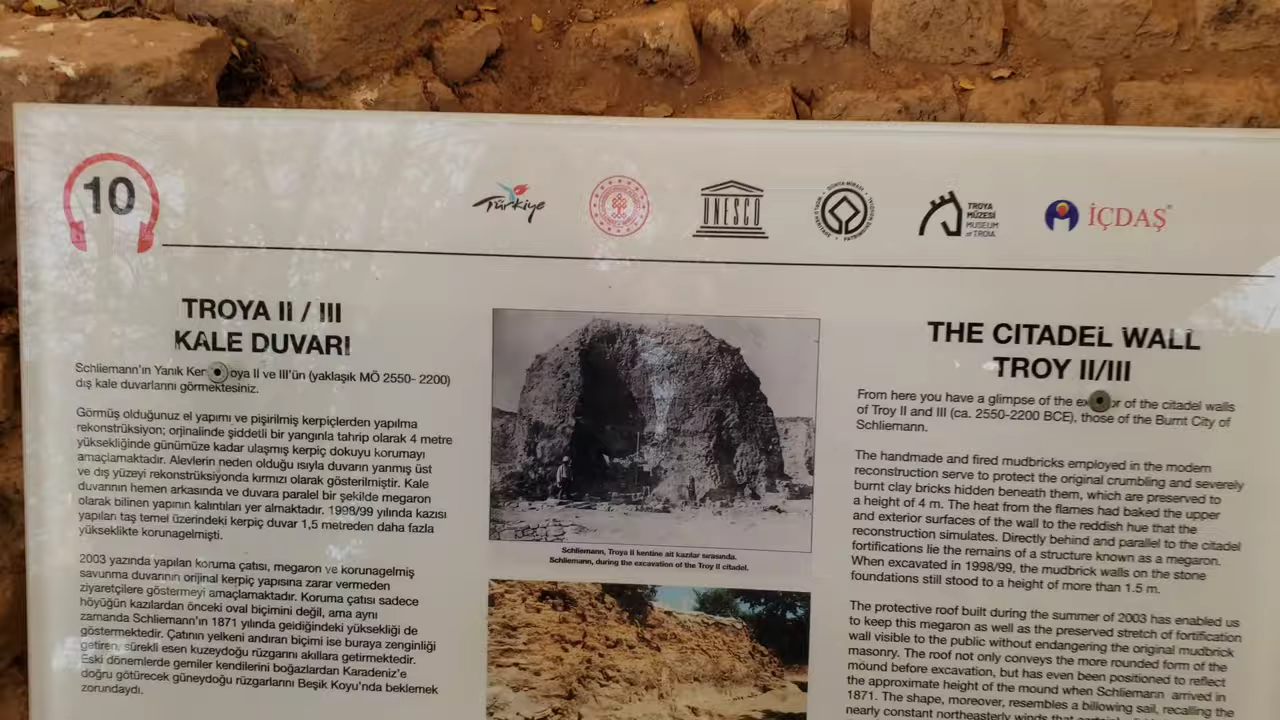 10
Türkiye
UNESCO
DÜNYA MİRASI
WORLD HERITAGE
PATRIMOINE MONDIAL
TROYA
MÜZESİ
MUSEUM
of TROIA
İÇDAŞ
TROYA II / III
KALE DUVARI
Schliemann'ın Yanık Ken oya II ve III'ün (yaklaşık MÖ 2550- 2200)
dış kale duvarlarını görmektesiniz.
Görmüş olduğunuz el yapımı ve pişirilmiş kerpiçlerden yapılma
rekonstrüksiyon; orjinalinde şiddetli bir yangınla tahrip olarak 4 metre
yüksekliğinde günümüze kadar ulaşmış kerpiç dokuyu korumayı
amaçlamaktadır. Alevlerin neden olduğu ısıyla duvarın yanmış üst
ve dış yüzeyi rekonstrüksiyonda kırmızı olarak gösterilmiştir. Kale
duvarının hemen arkasında ve duvara paralel bir şekilde megaron
olarak bilinen yapının kalıntıları yer almaktadır. 1998/99 yılında kazısı
yapılan taş temel üzerindeki kerpiç duvar 1,5 metreden daha fazla
yükseklikte korunagelmişti.
2003 yazında yapılan koruma çatısı, megaron ve korunagelmiş
savunma duvarının orijinal kerpiç yapısına zarar vermeden
ziyaretçilere göstermeyi amaçlamaktadır. Koruma çatısı sadece
höyüğün kazılardan önceki oval biçimini değil, ama aynı
zamanda Schliemann'ın 1871 yılında geidiğindeki yüksekliği de
göstermektedir. Çatının yelkeni andıran biçimi ise buraya zenginliği
getiren, sürekli esen kuzeydoğu rüzgarını akıllara getirmektedir.
Eski dönemlerde gemiler kendilerini boğazlardan Karadeniz'e
doğru götürecek güneydoğu rüzgarlarını Beşik Koyu'nda beklemek
zorundaydı.
Schliemann, Troya II kentine ait kazılar sırasında.
Schliemann, during the excavation of the Troy II citadel.
THE CITADEL WALL
TROY II/III
From here you have a glimpse of the ex or of the citadel walls
of Troy II and III (ca. 2550-2200 BCE), those of the Burnt City of
Schliemann.
The handmade and fired mudbricks employed in the modern
reconstruction serve to protect the original crumbling and severely
burnt clay bricks hidden beneath them, which are preserved to
a height of 4 m. The heat from the flames had baked the upper
and exterior surfaces of the wall to the reddish hue that the
reconstruction simulates. Directly behind and parallel to the citadel
fortifications lie the remains of a structure known as a megaron.
When excavated in 1998/99, the mudbrick walls on the stone
foundations still stood to a height of more than 1.5 m.
The protective roof built during the summer of 2003 has enabled us
to keep this megaron as well as the preserved stretch of fortification
wall visible to the public without endangering the original mudbrick
masonry. The roof not only conveys the more rounded form of the
mound before excavation, but has even been positioned to reflect
the approximate height of the mound when Schliemann arrived in
1871. The shape, moreover, resembles a billowing sail, recalling the
nearly constant northeasterly winds that